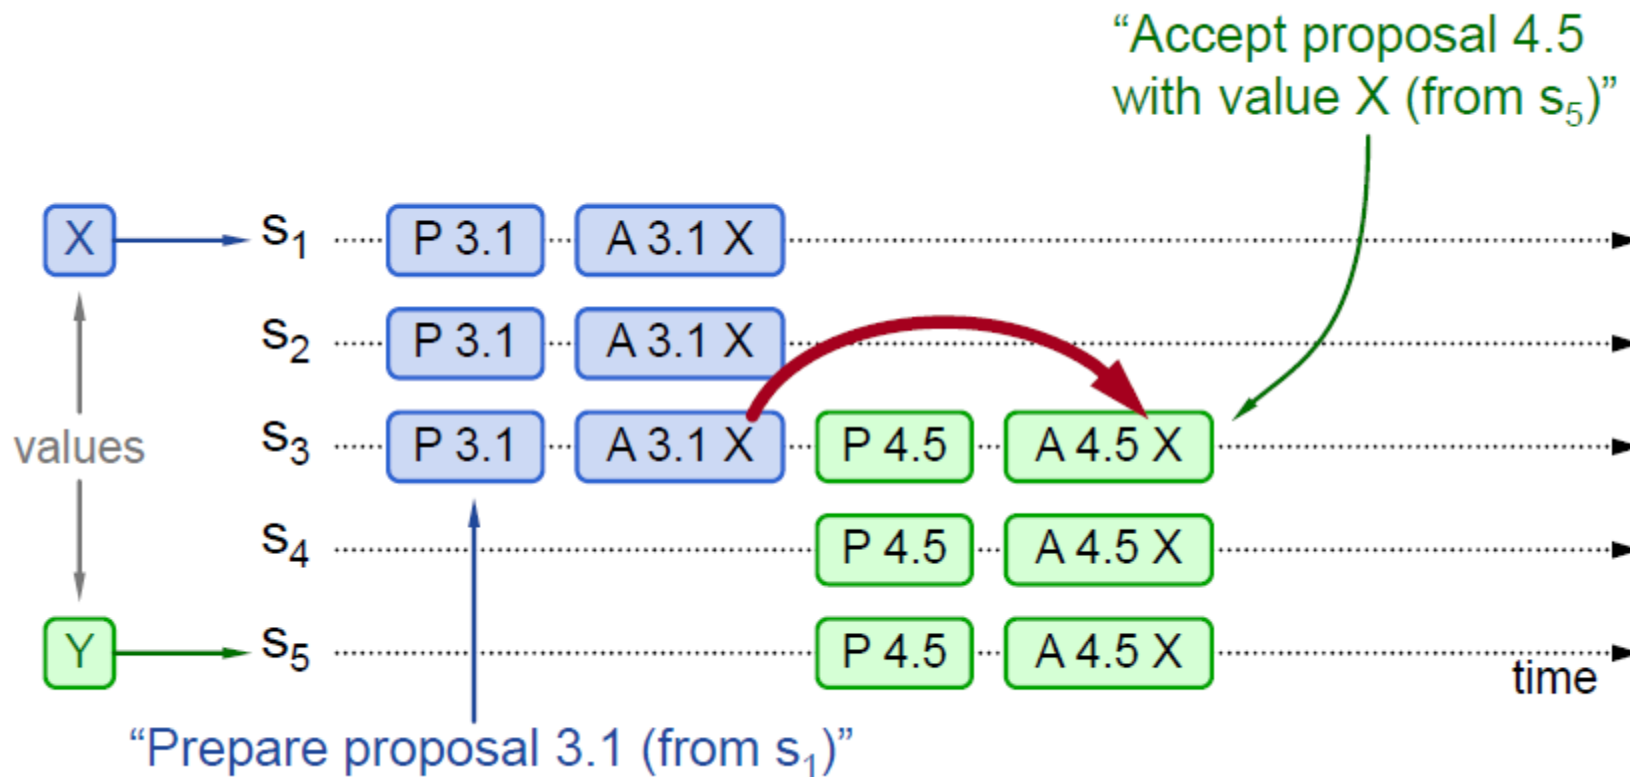 “Accept proposal 4.5
with value X (from s5)”
X s1 P 3.1 A 3.1 X
s2 P 3.1 A 3.1 X
values s3 P 3.1 A 3.1 X P 4.5 A 4.5 X
s4 P 4.5 A 4.5 X
Y s5 P 4.5 A 4.5 X
time
“Prepare proposal 3.1 (from s1)”